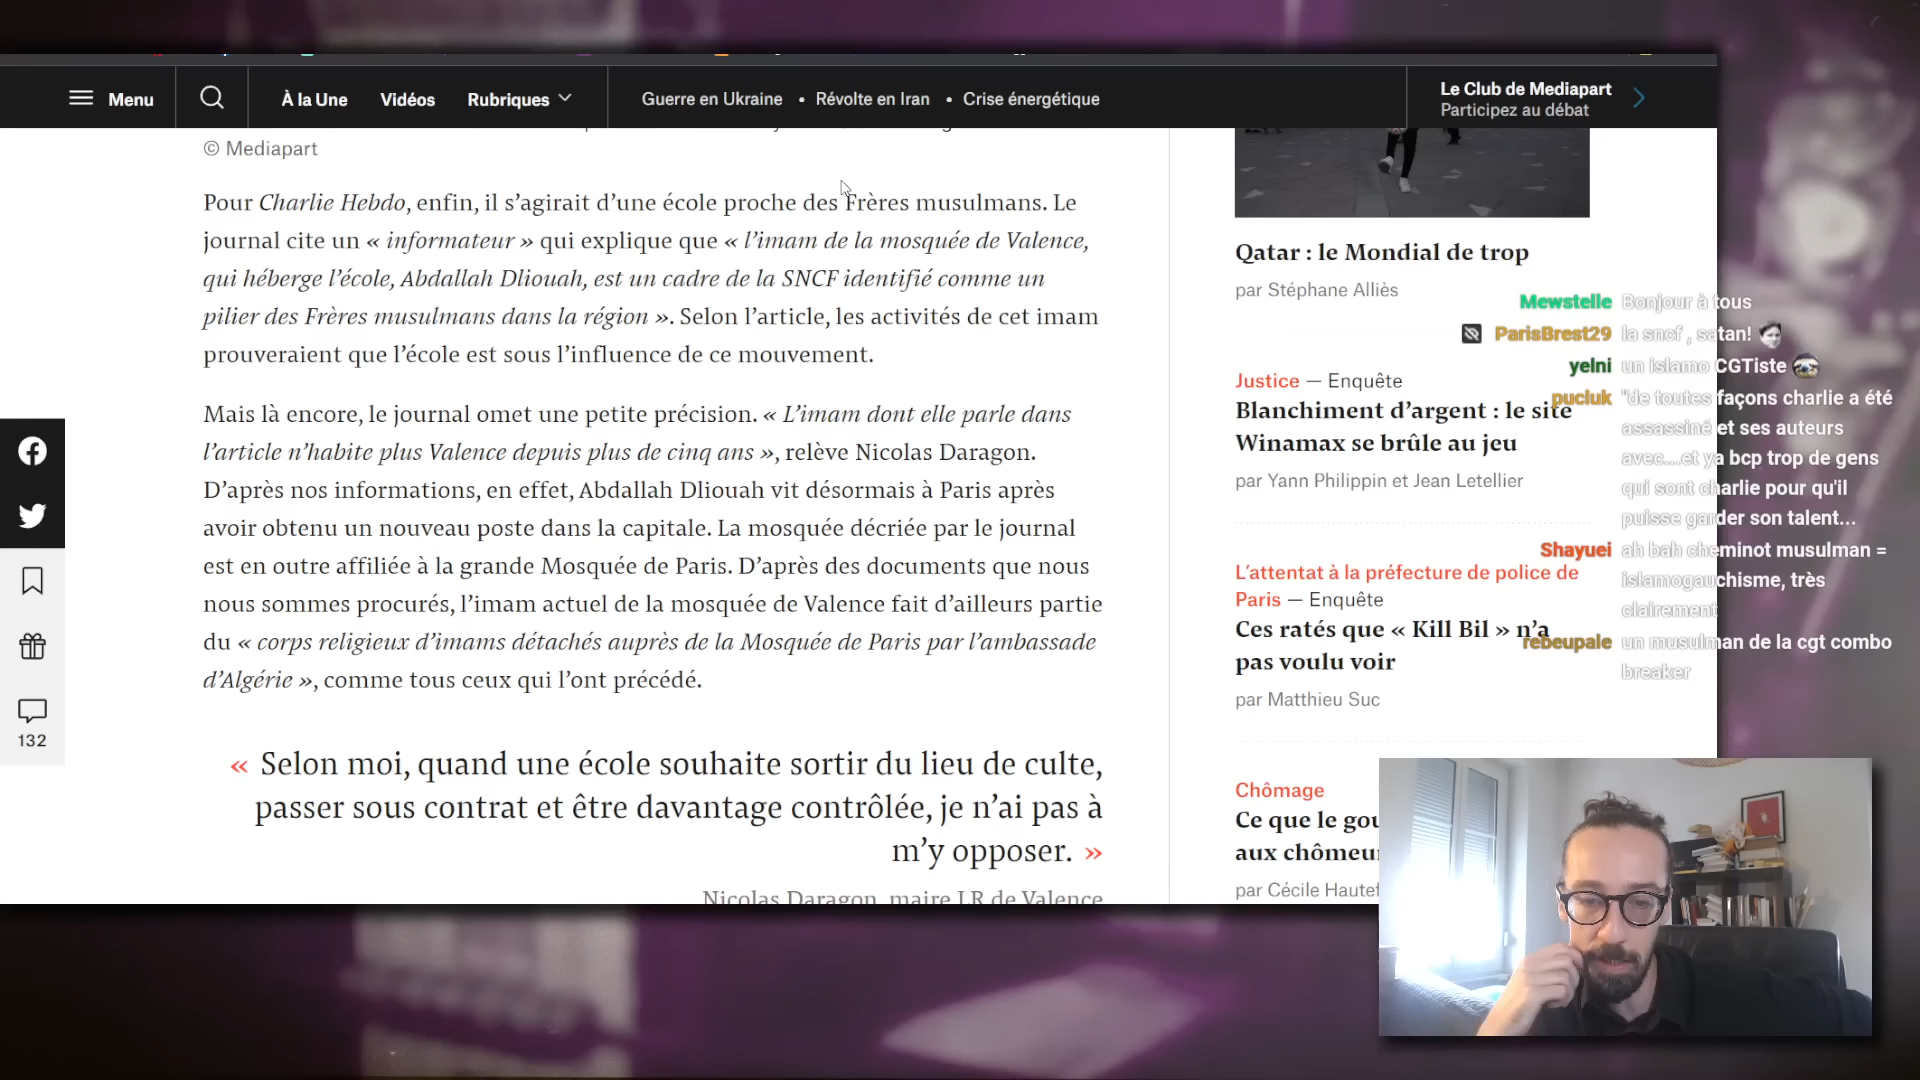 Menu
À la Une
Vidéos
Rubriques
Guerre en Ukraine • Révolte en Iran • Crise énergétique
Le Club de Mediapart
Participez au débat
© Mediapart
Pour Charlie Hebdo, enfin, il s’agirait d’une école proche des Frères musulmans. Le
journal cite un « informateur » qui explique que « l’imam de la mosquée de Valence,
qui héberge l’école, Abdallah Dliouah, est un cadre de la SNCF identifié comme un
pilier des Frères musulmans dans la région ». Selon l’article, les activités de cet imam
prouveraient que l’école est sous l’influence de ce mouvement.
Mais là encore, le journal omet une petite précision. « L’imam dont elle parle dans
l’article n’habite plus Valence depuis plus de cinq ans », relève Nicolas Daragon.
D’après nos informations, en effet, Abdallah Dliouah vit désormais à Paris après
avoir obtenu un nouveau poste dans la capitale. La mosquée décriée par le journal
est en outre affiliée à la grande Mosquée de Paris. D’après des documents que nous
nous sommes procurés, l’imam actuel de la mosquée de Valence fait d’ailleurs partie
du « corps religieux d’imams détachés auprès de la Mosquée de Paris par l’ambassade
d’Algérie », comme tous ceux qui l’ont précédé.
« Selon moi, quand une école souhaite sortir du lieu de culte,
passer sous contrat et être davantage contrôlée, je n’ai pas à
m’y opposer. »
Nicolas Daragon, maire LR de Valence
132
Qatar : le Mondial de trop
par Stéphane Alliès
Justice — Enquête
Blanchiment d’argent : le site
Winamax se brûle au jeu
par Yann Philippin et Jean Letellier
L’attentat à la préfecture de police de
Paris — Enquête
Ces ratés que « Kill Bil » n’a
pas voulu voir
par Matthieu Suc
Chômage
Ce que le gou
aux chômeu
par Cécile Hautef
Mewstelle Bonjour à tous
ParisBrest29 la sncf , satan!
yelni un islamo CGTiste
pucluk "de toutes façons charlie a été
assassiné et ses auteurs
avec....et ya bcp trop de gens
qui sont charlie pour qu'il
puisse garder son talent...
Shayuei ah bah cheminot musulman =
islamogauchisme, très
clairement
rebeupale un musulman de la cgt combo
breaker